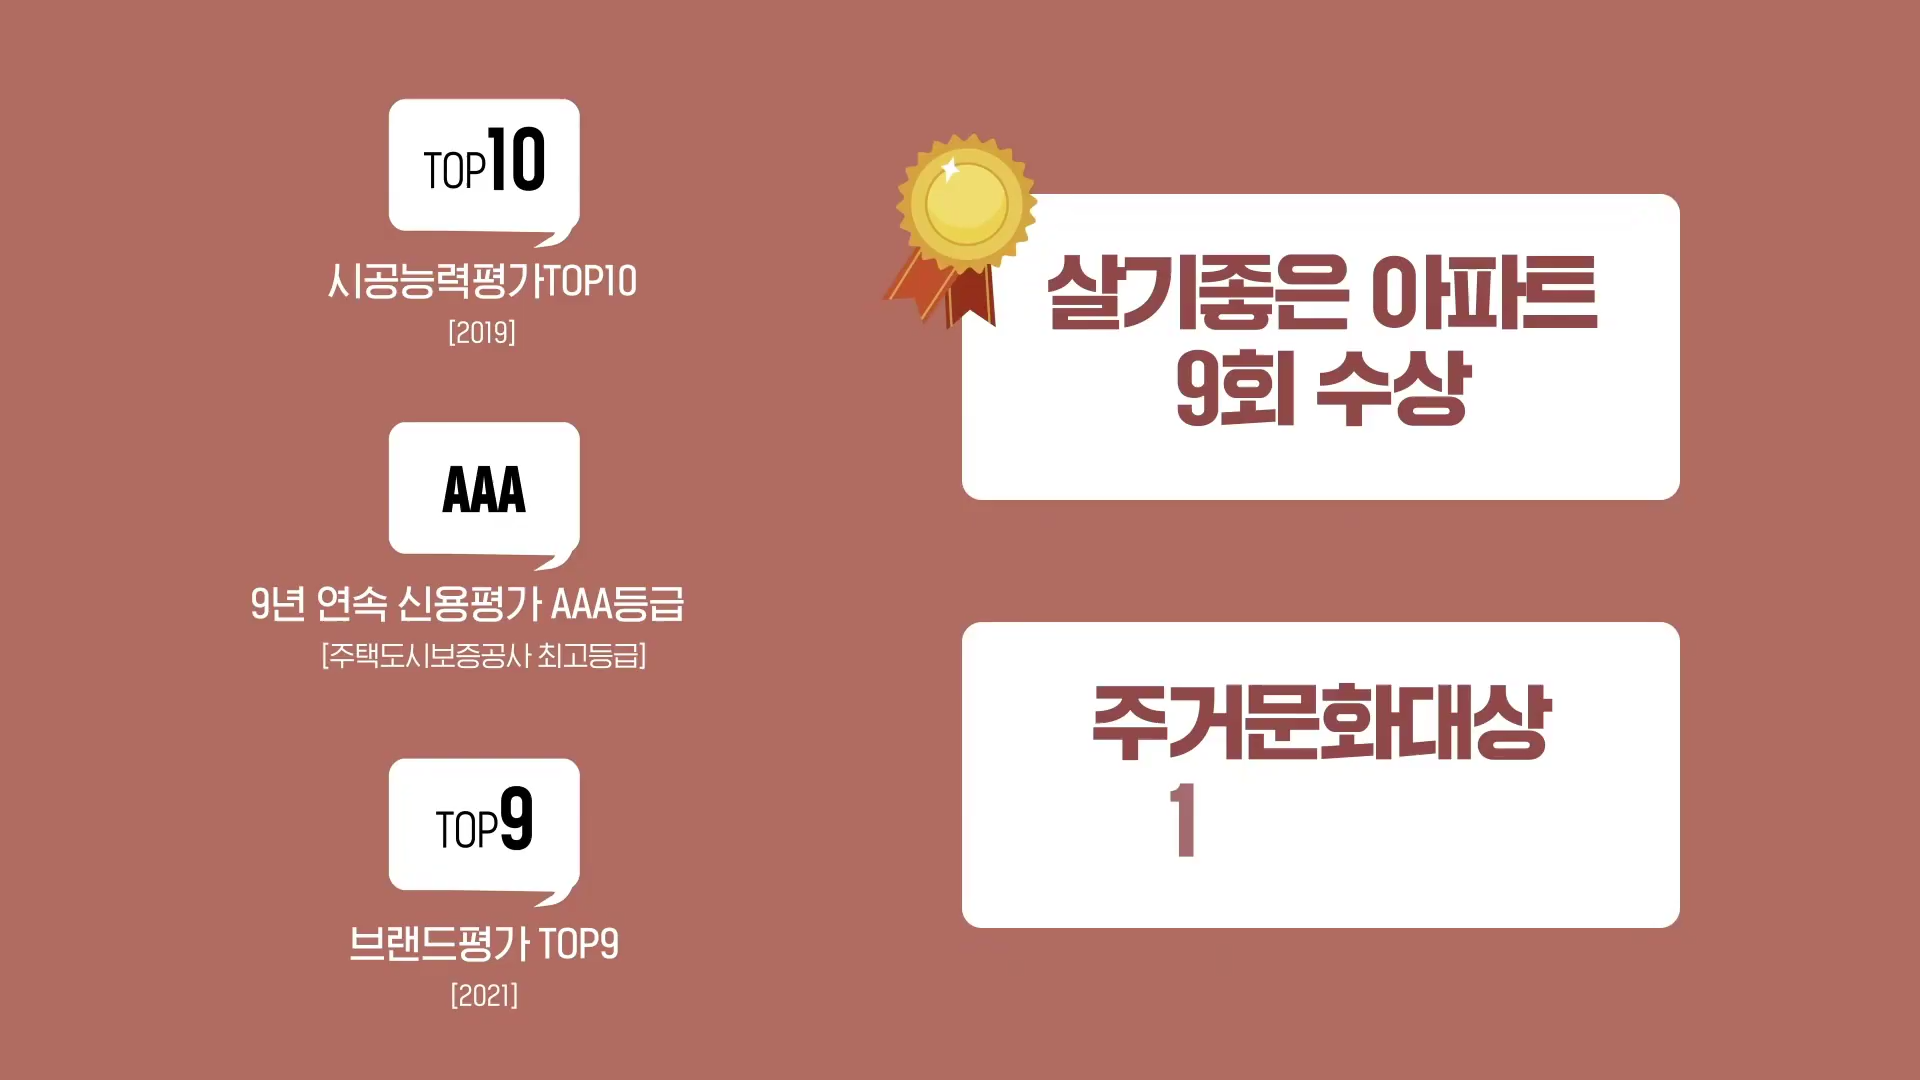 TOP10
시공능력평가TOP10
[2019]
AAA
9년 연속 신용평가 AAA등급
[주택도시보증공사 최고등급]
TOP9
브랜드평가 TOP9
[2021]
살기좋은 아파트
9회 수상
주거문화대상
1